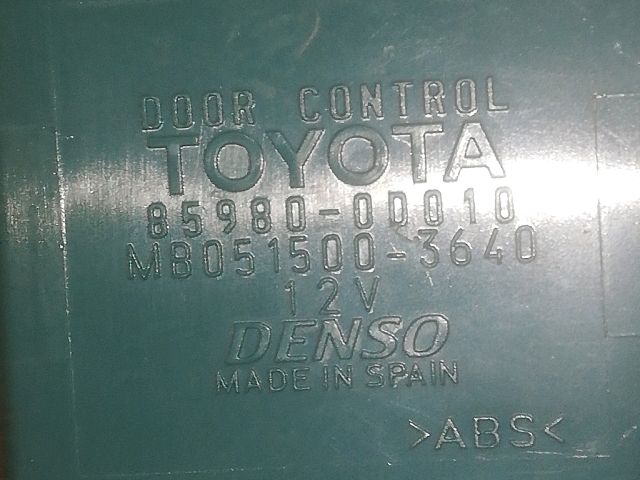 DOOR CONTROL
TOYOTA
85980-0D010
MB051500-3640
12V
DENSO
MADE IN SPAIN
>ABS<